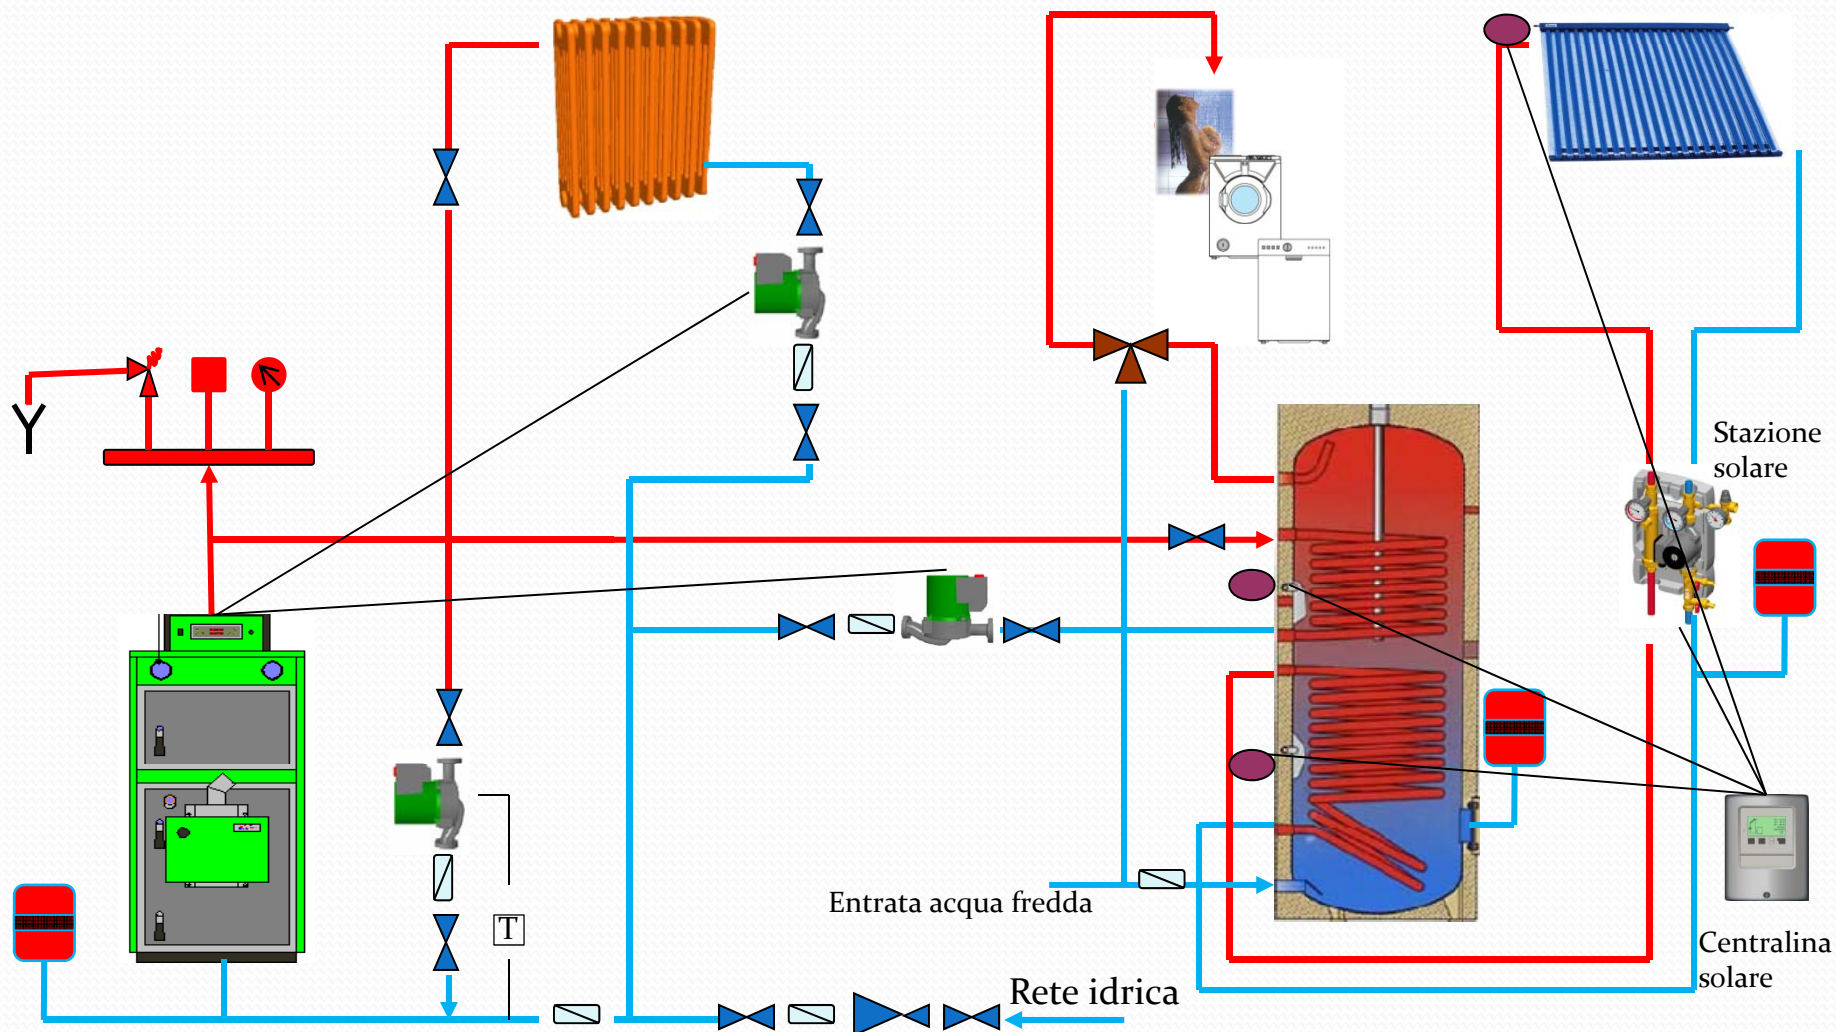 Stazione
solare
Entrata acqua fredda
T
Centralina
solare
Rete idrica